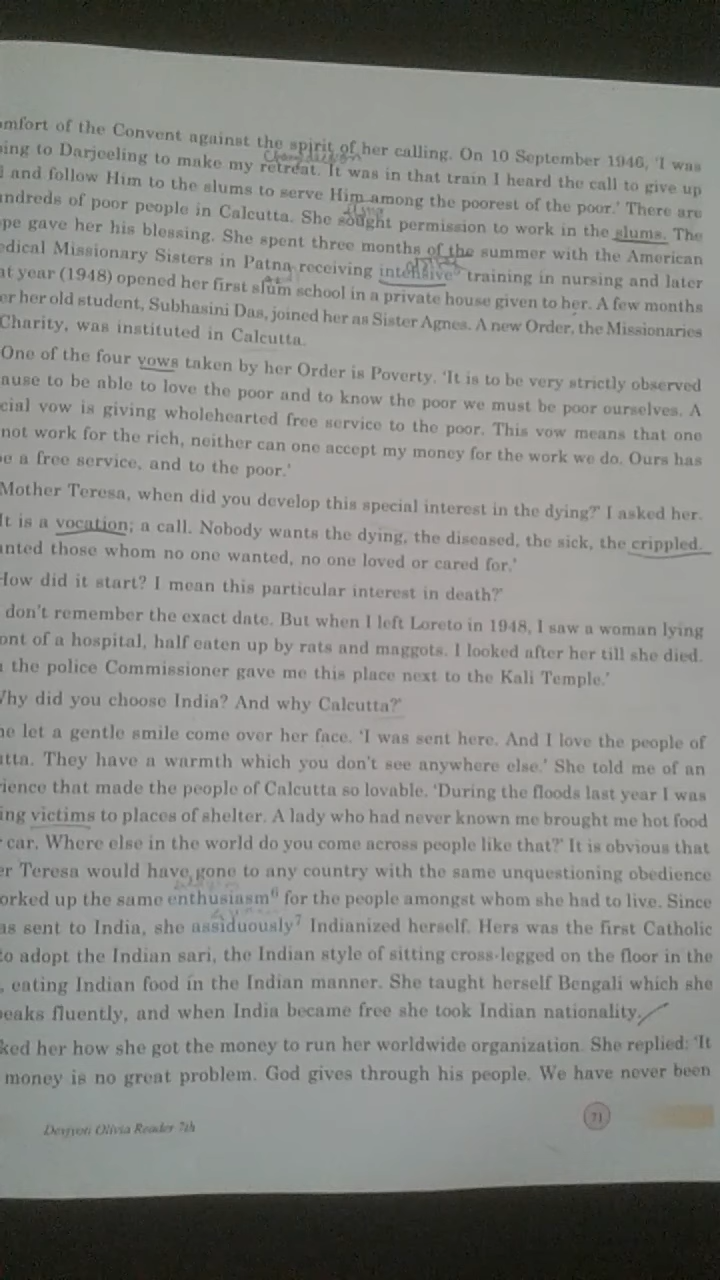 of the Convent against the spirit of her calling. On 10 September 1946, 'I was
to Darjeeling to make my retreat. It was in that train I heard the call to give up
and follow Him to the slums to serve Him among the poorest of the poor.' There are
of poor people in Calcutta. She sought permission to work in the slums. The
gave her his blessing. She spent three months of the summer with the American
Missionary Sisters in Patna receiving intensive⁵ training in nursing and later
year (1948) opened her first slum school in a private house given to her. A few months
her old student, Subhasini Das, joined her as Sister Agnes. A new Order, the Missionaries
Charity, was instituted in Calcutta.
One of the four vows taken by her Order is Poverty. 'It is to be very strictly observed
to be able to love the poor and to know the poor we must be poor ourselves. A
vow is giving wholehearted free service to the poor. This vow means that one
not work for the rich, neither can one accept my money for the work we do. Ours has
a free service, and to the poor.'
Mother Teresa, when did you develop this special interest in the dying?' I asked her.
It is a vocation; a call. Nobody wants the dying, the diseased, the sick, the crippled.
those whom no one wanted, no one loved or cared for.'
How did it start? I mean this particular interest in death?'
don't remember the exact date. But when I left Loreto in 1948, I saw a woman lying
of a hospital, half eaten up by rats and maggots. I looked after her till she died.
the police Commissioner gave me this place next to the Kali Temple.'
Why did you choose India? And why Calcutta?'
let a gentle smile come over her face. 'I was sent here. And I love the people of
They have a warmth which you don't see anywhere else.' She told me of an
that made the people of Calcutta so lovable. 'During the floods last year I was
victims to places of shelter. A lady who had never known me brought me hot food
car. Where else in the world do you come across people like that?' It is obvious that
Teresa would have gone to any country with the same unquestioning obedience
up the same enthusiasm⁶ for the people amongst whom she had to live. Since
sent to India, she assiduously⁷ Indianized herself. Hers was the first Catholic
to adopt the Indian sari, the Indian style of sitting cross-legged on the floor in the
, eating Indian food in the Indian manner. She taught herself Bengali which she
fluently, and when India became free she took Indian nationality.
her how she got the money to run her worldwide organization. She replied: 'It
money is no great problem. God gives through his people. We have never been
Devjyoti Olivia Reader 7th
71